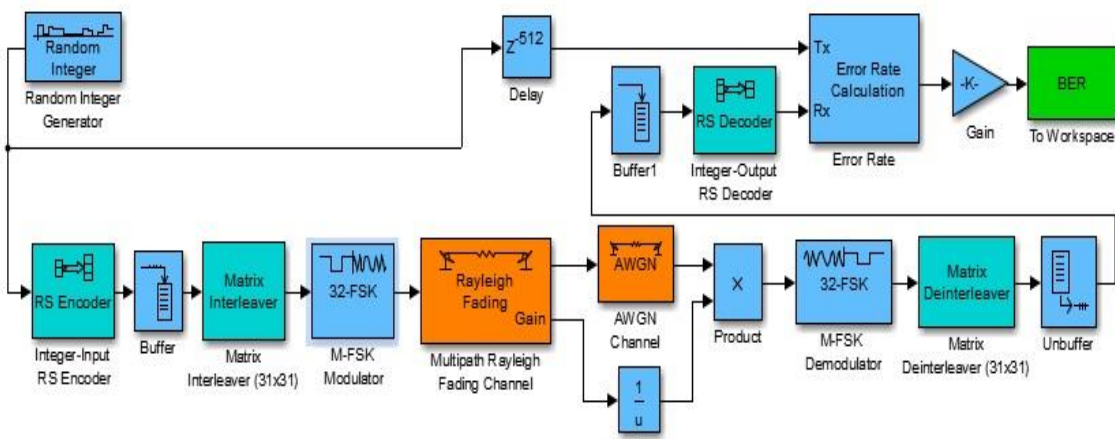 Random
Integer
Random Integer
Generator
Z-512
Delay
Buffer1
RS Decoder
Integer-Output
RS Decoder
Tx
Rx
Error Rate
Calculation
Error Rate
-K-
Gain
BER
To Workspace
RS Encoder
Integer-Input
RS Encoder
Buffer
Matrix
Interleaver
Matrix
Interleaver (31x31)
32-FSK
M-FSK
Modulator
Rayleigh
Fading
Gain
Multipath Rayleigh
Fading Channel
AWGN
AWGN
Channel
1
u
X
Product
32-FSK
M-FSK
Demodulator
Matrix
Deinterleaver
Matrix
Deinterleaver (31x31)
Unbuffer